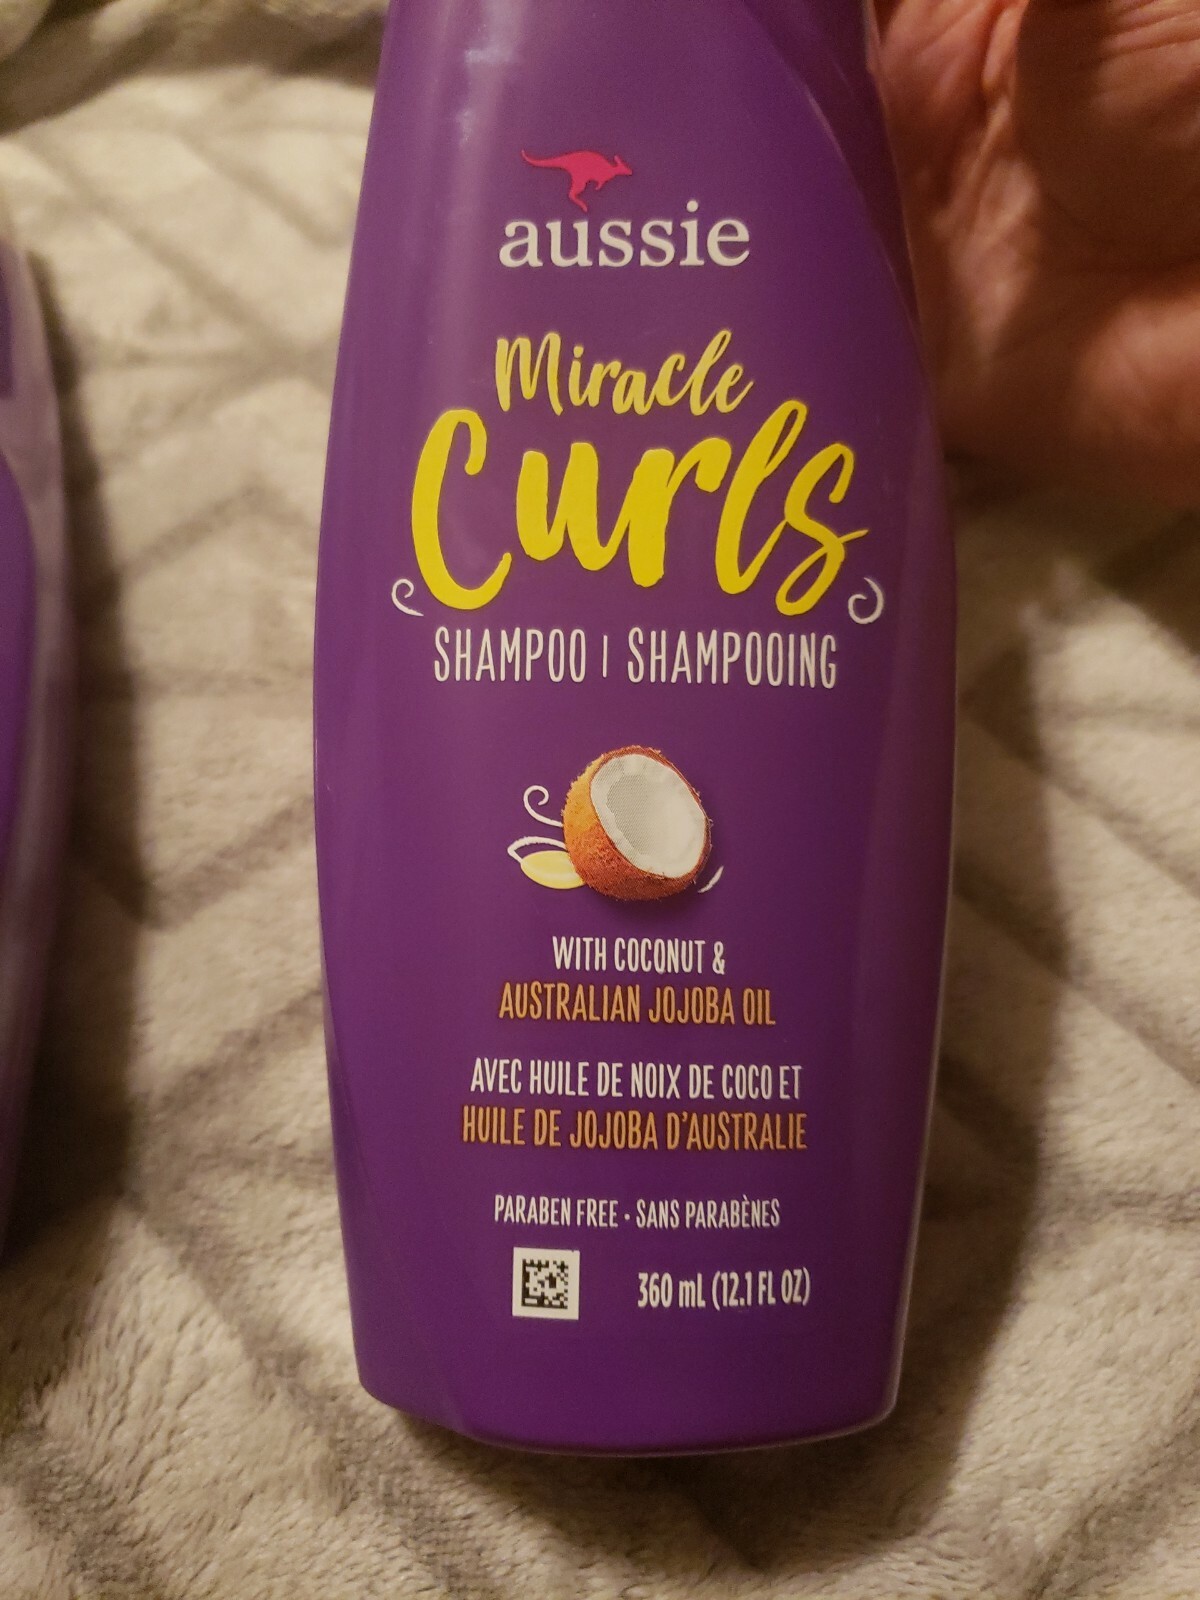 aussie
Miracle
Curls
SHAMPOO | SHAMPOOING
WITH COCONUT &
AUSTRALIAN JOJOBA OIL
AVEC HUILE DE NOIX DE COCO ET
HUILE DE JOJOBA D'AUSTRALIE
PARABEN FREE • SANS PARABÈNES
360 mL (12.1 FL OZ)